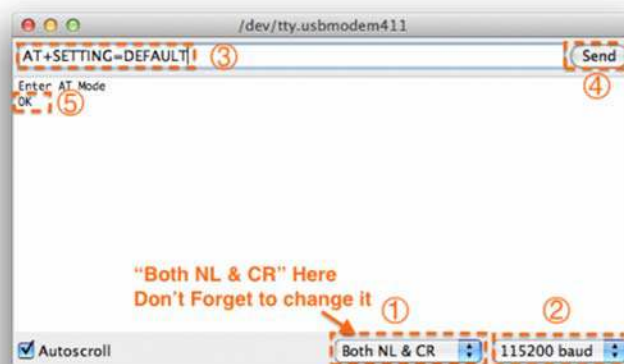 /dev/tty.usbmodem411
AT+SETTING=DEFAULT ③
Send
④
Enter AT Mode
OK ⑤
“Both NL & CR” Here
Don’t Forget to change it
① ②
Autoscroll Both NL & CR 115200 baud